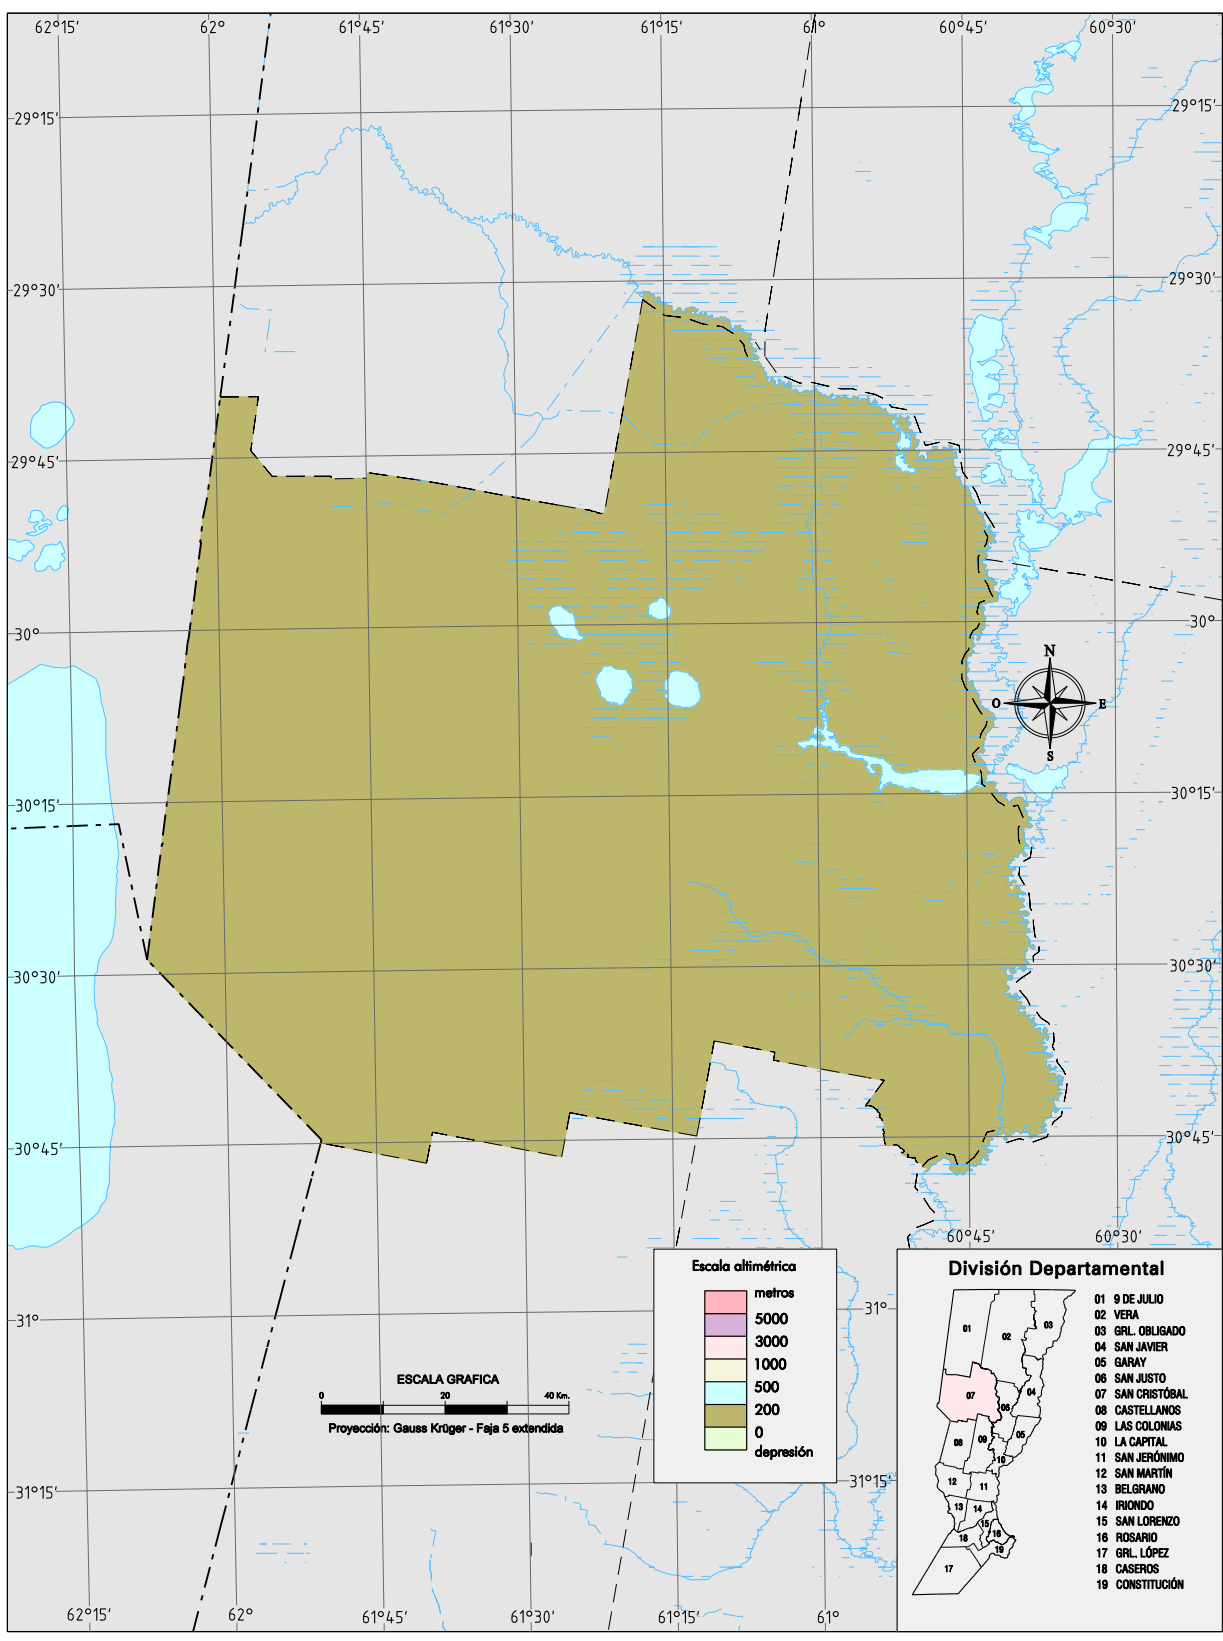 62°15'
62°
61°45'
61°30'
61°15'
61°
60°45'
60°30'
29°15'
29°15'
29°30'
29°30'
29°45'
29°45'
30°
30°
N
O
E
S
30°15'
30°15'
30°30'
30°30'
30°45'
30°45'
60°45'
60°30'
31°
31°
31°15'
31°15'
62°15'
62°
61°45'
61°30'
61°15'
61°
ESCALA GRAFICA
0 20 40 Km.
Proyección: Gauss Krüger - Faja 5 extendida
Escala altimétrica
metros
5000
3000
1000
500
200
0
depresión
División Departamental
01
02
03
04
05
06
07
08
09
10
11
12
13
14
15
16
17
18
19
01 9 DE JULIO
02 VERA
03 GRL. OBLIGADO
04 SAN JAVIER
05 GARAY
06 SAN JUSTO
07 SAN CRISTÓBAL
08 CASTELLANOS
09 LAS COLONIAS
10 LA CAPITAL
11 SAN JERÓNIMO
12 SAN MARTÍN
13 BELGRANO
14 IRIONDO
15 SAN LORENZO
16 ROSARIO
17 GRL. LÓPEZ
18 CASEROS
19 CONSTITUCIÓN